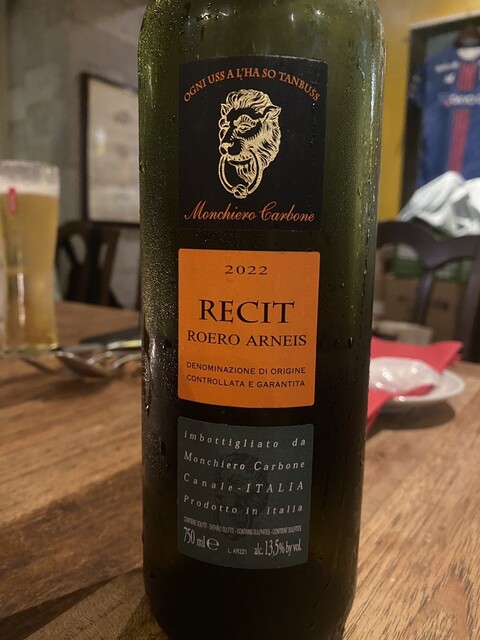 OGNI USS A L'HA SO TANBUSS
Monchiero Carbone
2022
RECIT
ROERO ARNEIS
DENOMINAZIONE DI ORIGINE
CONTROLLATA E GARANTITA
imbottigliato da
Monchiero Carbone
Canale-ITALIA
Prodotto in Italia
750 ml e L. AR221 alc. 13,5% by vol.